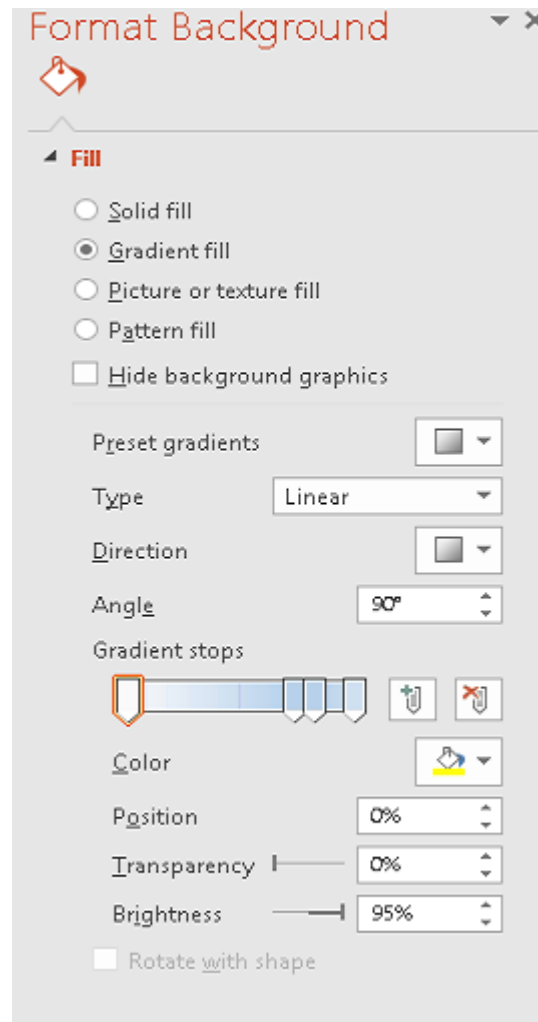 Format Background
Fill
Solid fill
Gradient fill
Picture or texture fill
Pattern fill
Hide background graphics
Preset gradients
Type Linear
Direction
Angle 90°
Gradient stops
Color
Position 0%
Transparency 0%
Brightness 95%
Rotate with shape